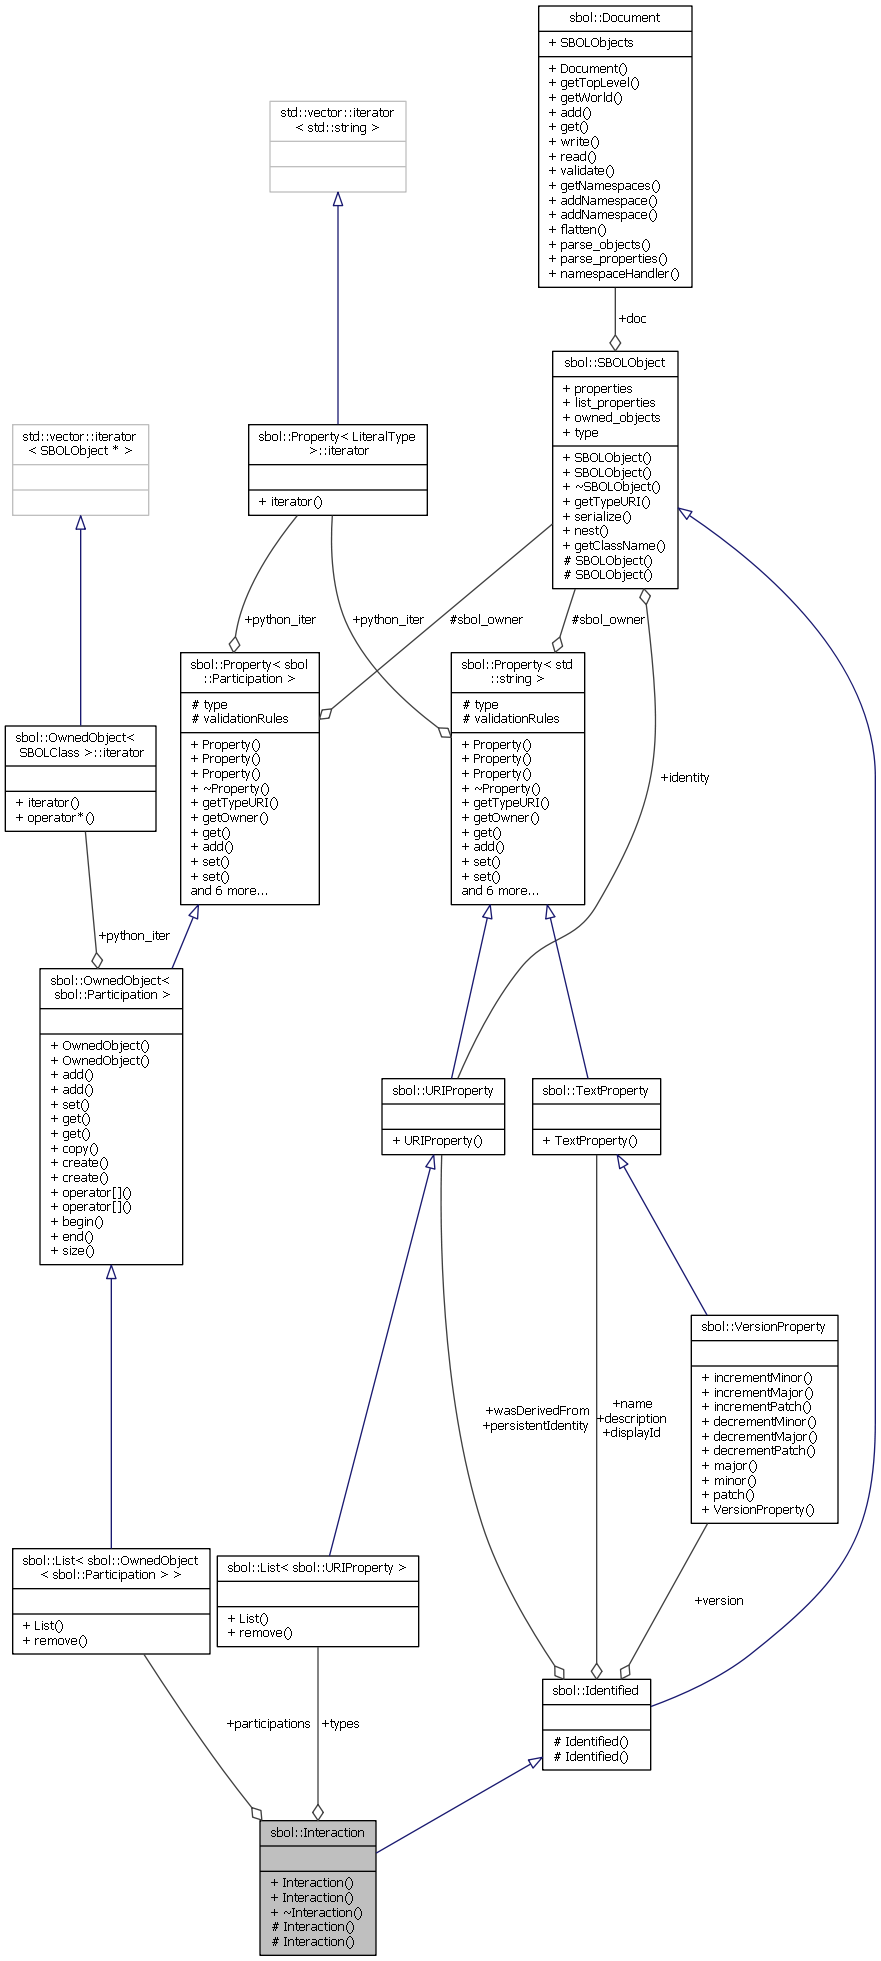 sbol::Document
+ SBOLObjects
+ Document()
+ getTopLevel()
+ getWorld()
+ add()
+ get()
+ write()
+ read()
+ validate()
+ getNamespaces()
+ addNamespace()
+ addNamespace()
+ flatten()
+ parse_objects()
+ parse_properties()
+ namespaceHandler()
std::vector::iterator
< std::string >
+doc
sbol::SBOLObject
+ properties
+ list_properties
+ owned_objects
+ type
+ SBOLObject()
+ SBOLObject()
+ ~SBOLObject()
+ getTypeURI()
+ serialize()
+ nest()
+ getClassName()
# SBOLObject()
# SBOLObject()
std::vector::iterator
< SBOLObject * >
sbol::Property< LiteralType
>::iterator
+ iterator()
+python_iter
+python_iter
#sbol_owner
#sbol_owner
sbol::Property< sbol
::Participation >
# type
# validationRules
+ Property()
+ Property()
+ Property()
+ ~Property()
+ getTypeURI()
+ getOwner()
+ get()
+ add()
+ set()
+ set()
and 6 more...
sbol::Property< std
::string >
# type
# validationRules
+ Property()
+ Property()
+ Property()
+ ~Property()
+ getTypeURI()
+ getOwner()
+ get()
+ add()
+ set()
+ set()
and 6 more...
+identity
sbol::OwnedObject<
SBOLClass >::iterator
+ iterator()
+ operator*()
+python_iter
sbol::OwnedObject<
sbol::Participation >
+ OwnedObject()
+ OwnedObject()
+ add()
+ add()
+ set()
+ get()
+ get()
+ copy()
+ create()
+ create()
+ operator[]()
+ operator[]()
+ begin()
+ end()
+ size()
sbol::URIProperty
+ URIProperty()
sbol::TextProperty
+ TextProperty()
sbol::VersionProperty
+ incrementMinor()
+ incrementMajor()
+ incrementPatch()
+ decrementMinor()
+ decrementMajor()
+ decrementPatch()
+ major()
+ minor()
+ patch()
+ VersionProperty()
+wasDerivedFrom
+persistentIdentity
+name
+description
+displayId
+version
sbol::List< sbol::OwnedObject
< sbol::Participation > >
+ List()
+ remove()
sbol::List< sbol::URIProperty >
+ List()
+ remove()
sbol::Identified
# Identified()
# Identified()
+participations
+types
sbol::Interaction
+ Interaction()
+ Interaction()
+ ~Interaction()
# Interaction()
# Interaction()